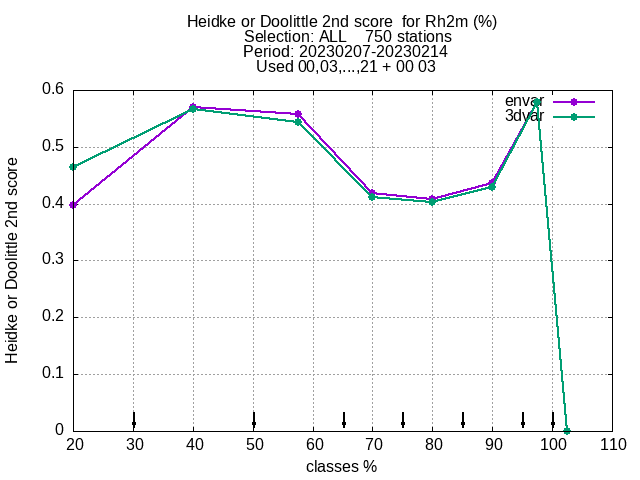 Heidke or Doolittle 2nd score  for Rh2m (%)
Selection: ALL    750 stations
Period: 20230207-20230214
Used 00,03,...,21 + 00 03
envar
3dvar
0.6
0.5
0.4
0.3
0.2
0.1
0
Heidke or Doolittle 2nd score
20 30 40 50 60 70 80 90 100 110
classes %